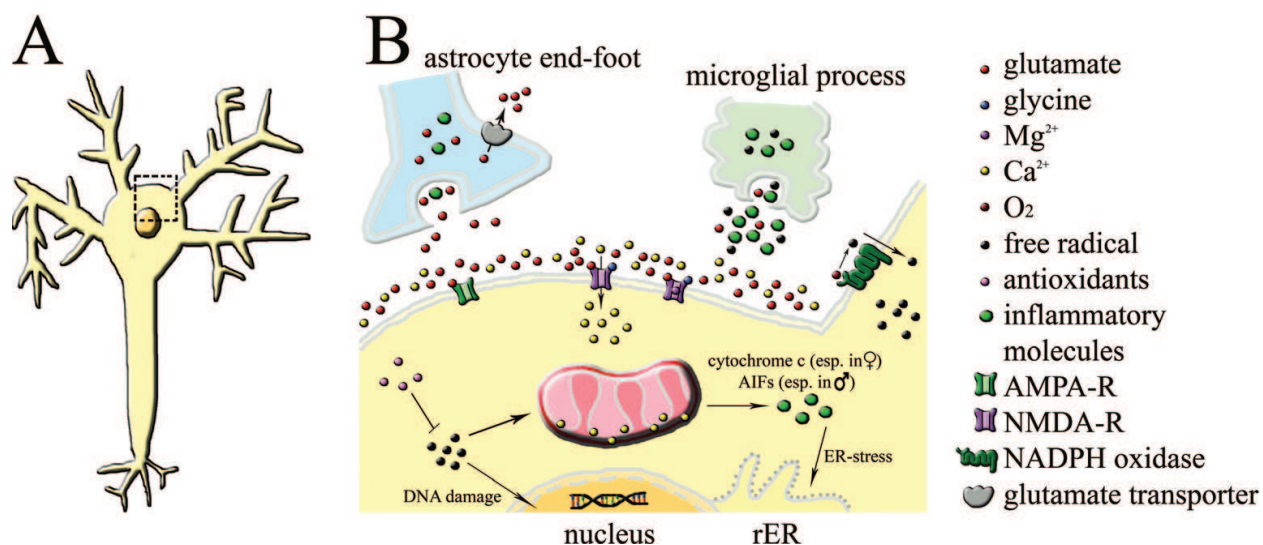 A
B
astrocyte end-foot
microglial process
cytochrome c (esp. in♀)
AIFs (esp. in♂)
ER-stress
DNA damage
nucleus
rER
glutamate
glycine
Mg²⁺
Ca²⁺
O₂
free radical
antioxidants
inflammatory
molecules
AMPA-R
NMDA-R
NADPH oxidase
glutamate transporter